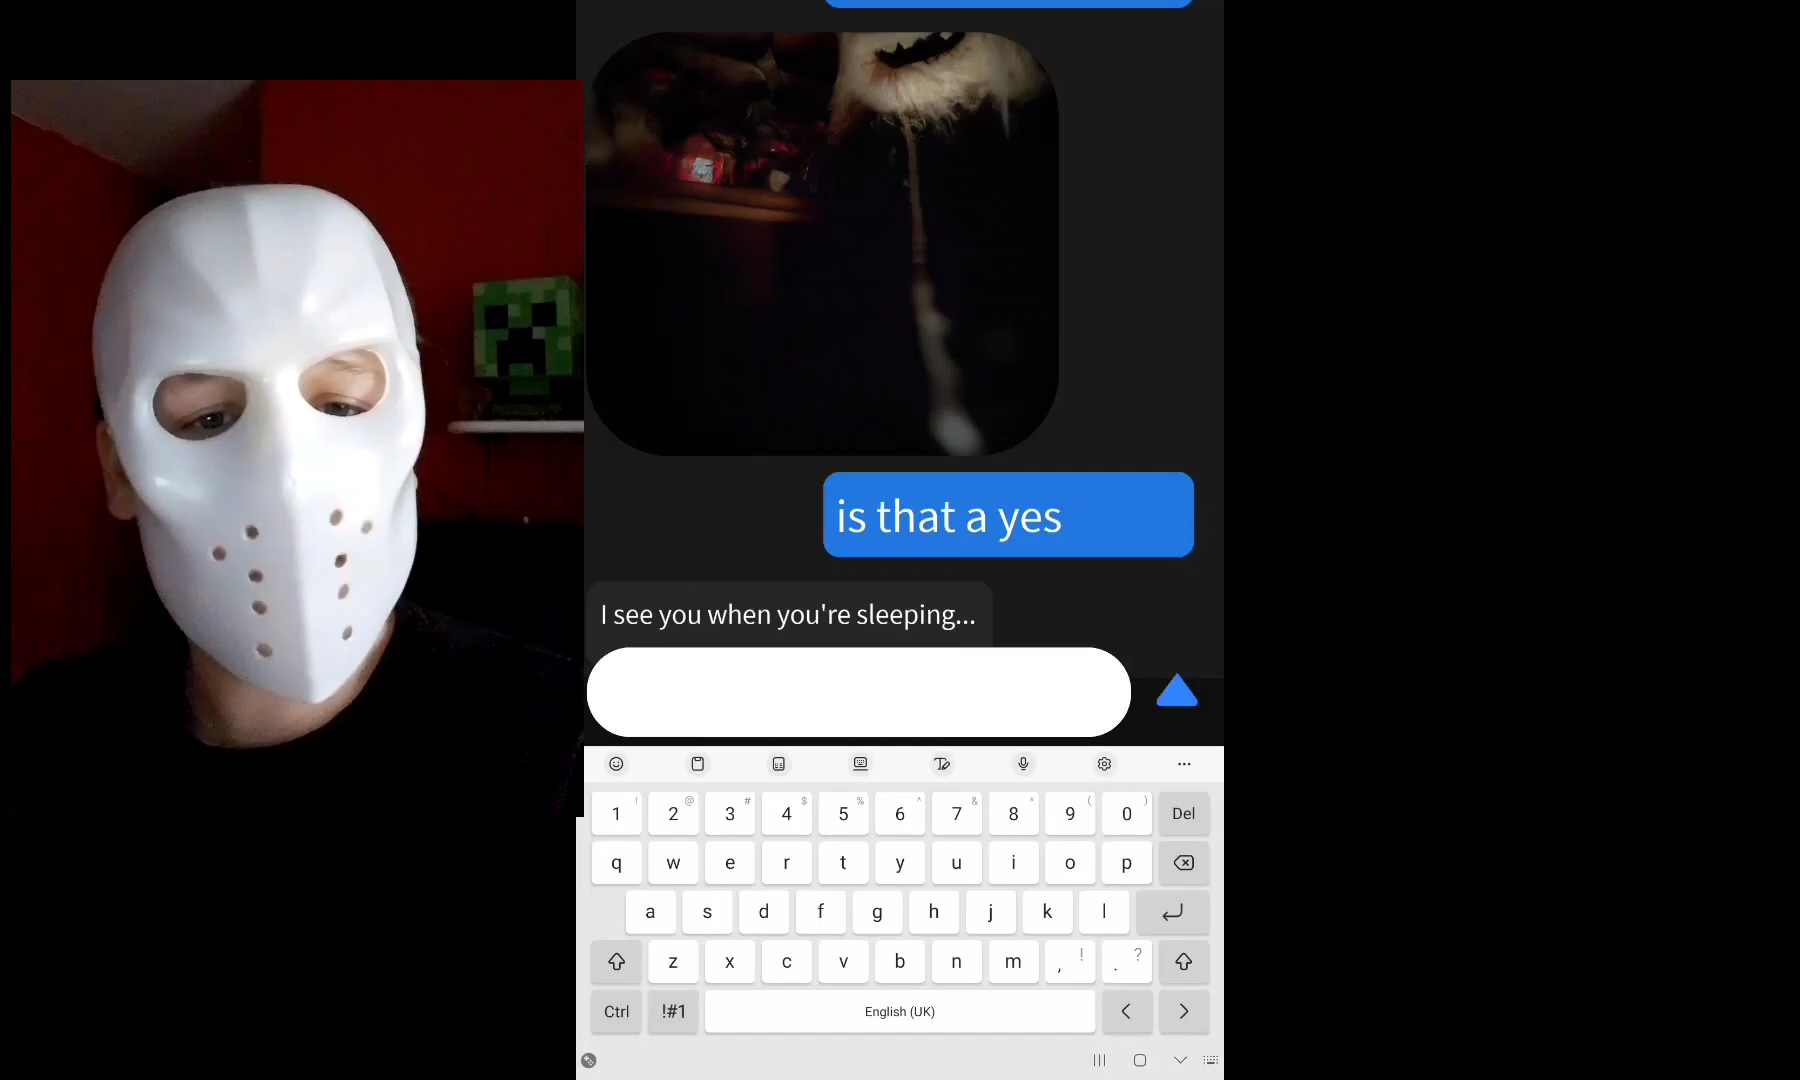 is that a yes
I see you when you're sleeping...
1 ! 2 @ 3 # 4 $ 5 % 6 ^ 7 & 8 * 9 ( 0 ) Del
q w e r t y u i o p
a s d f g h j k l
z x c v b n m , ! . ?
Ctrl !#1 English (UK) < >